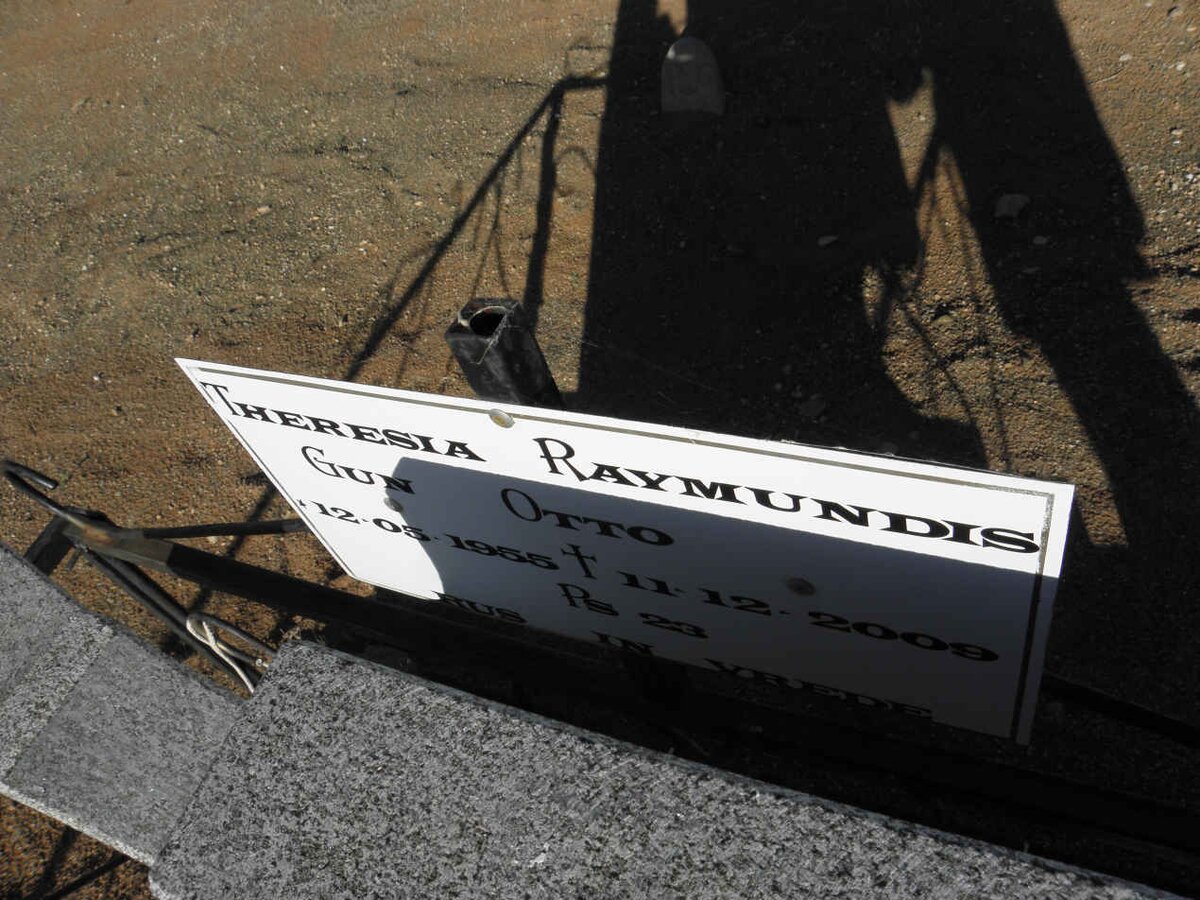 THERESIA RAYMUNDIS
GUN OTTO
*12.05.1955 † 11.12.2009
PS 23
RUS IN VREDE